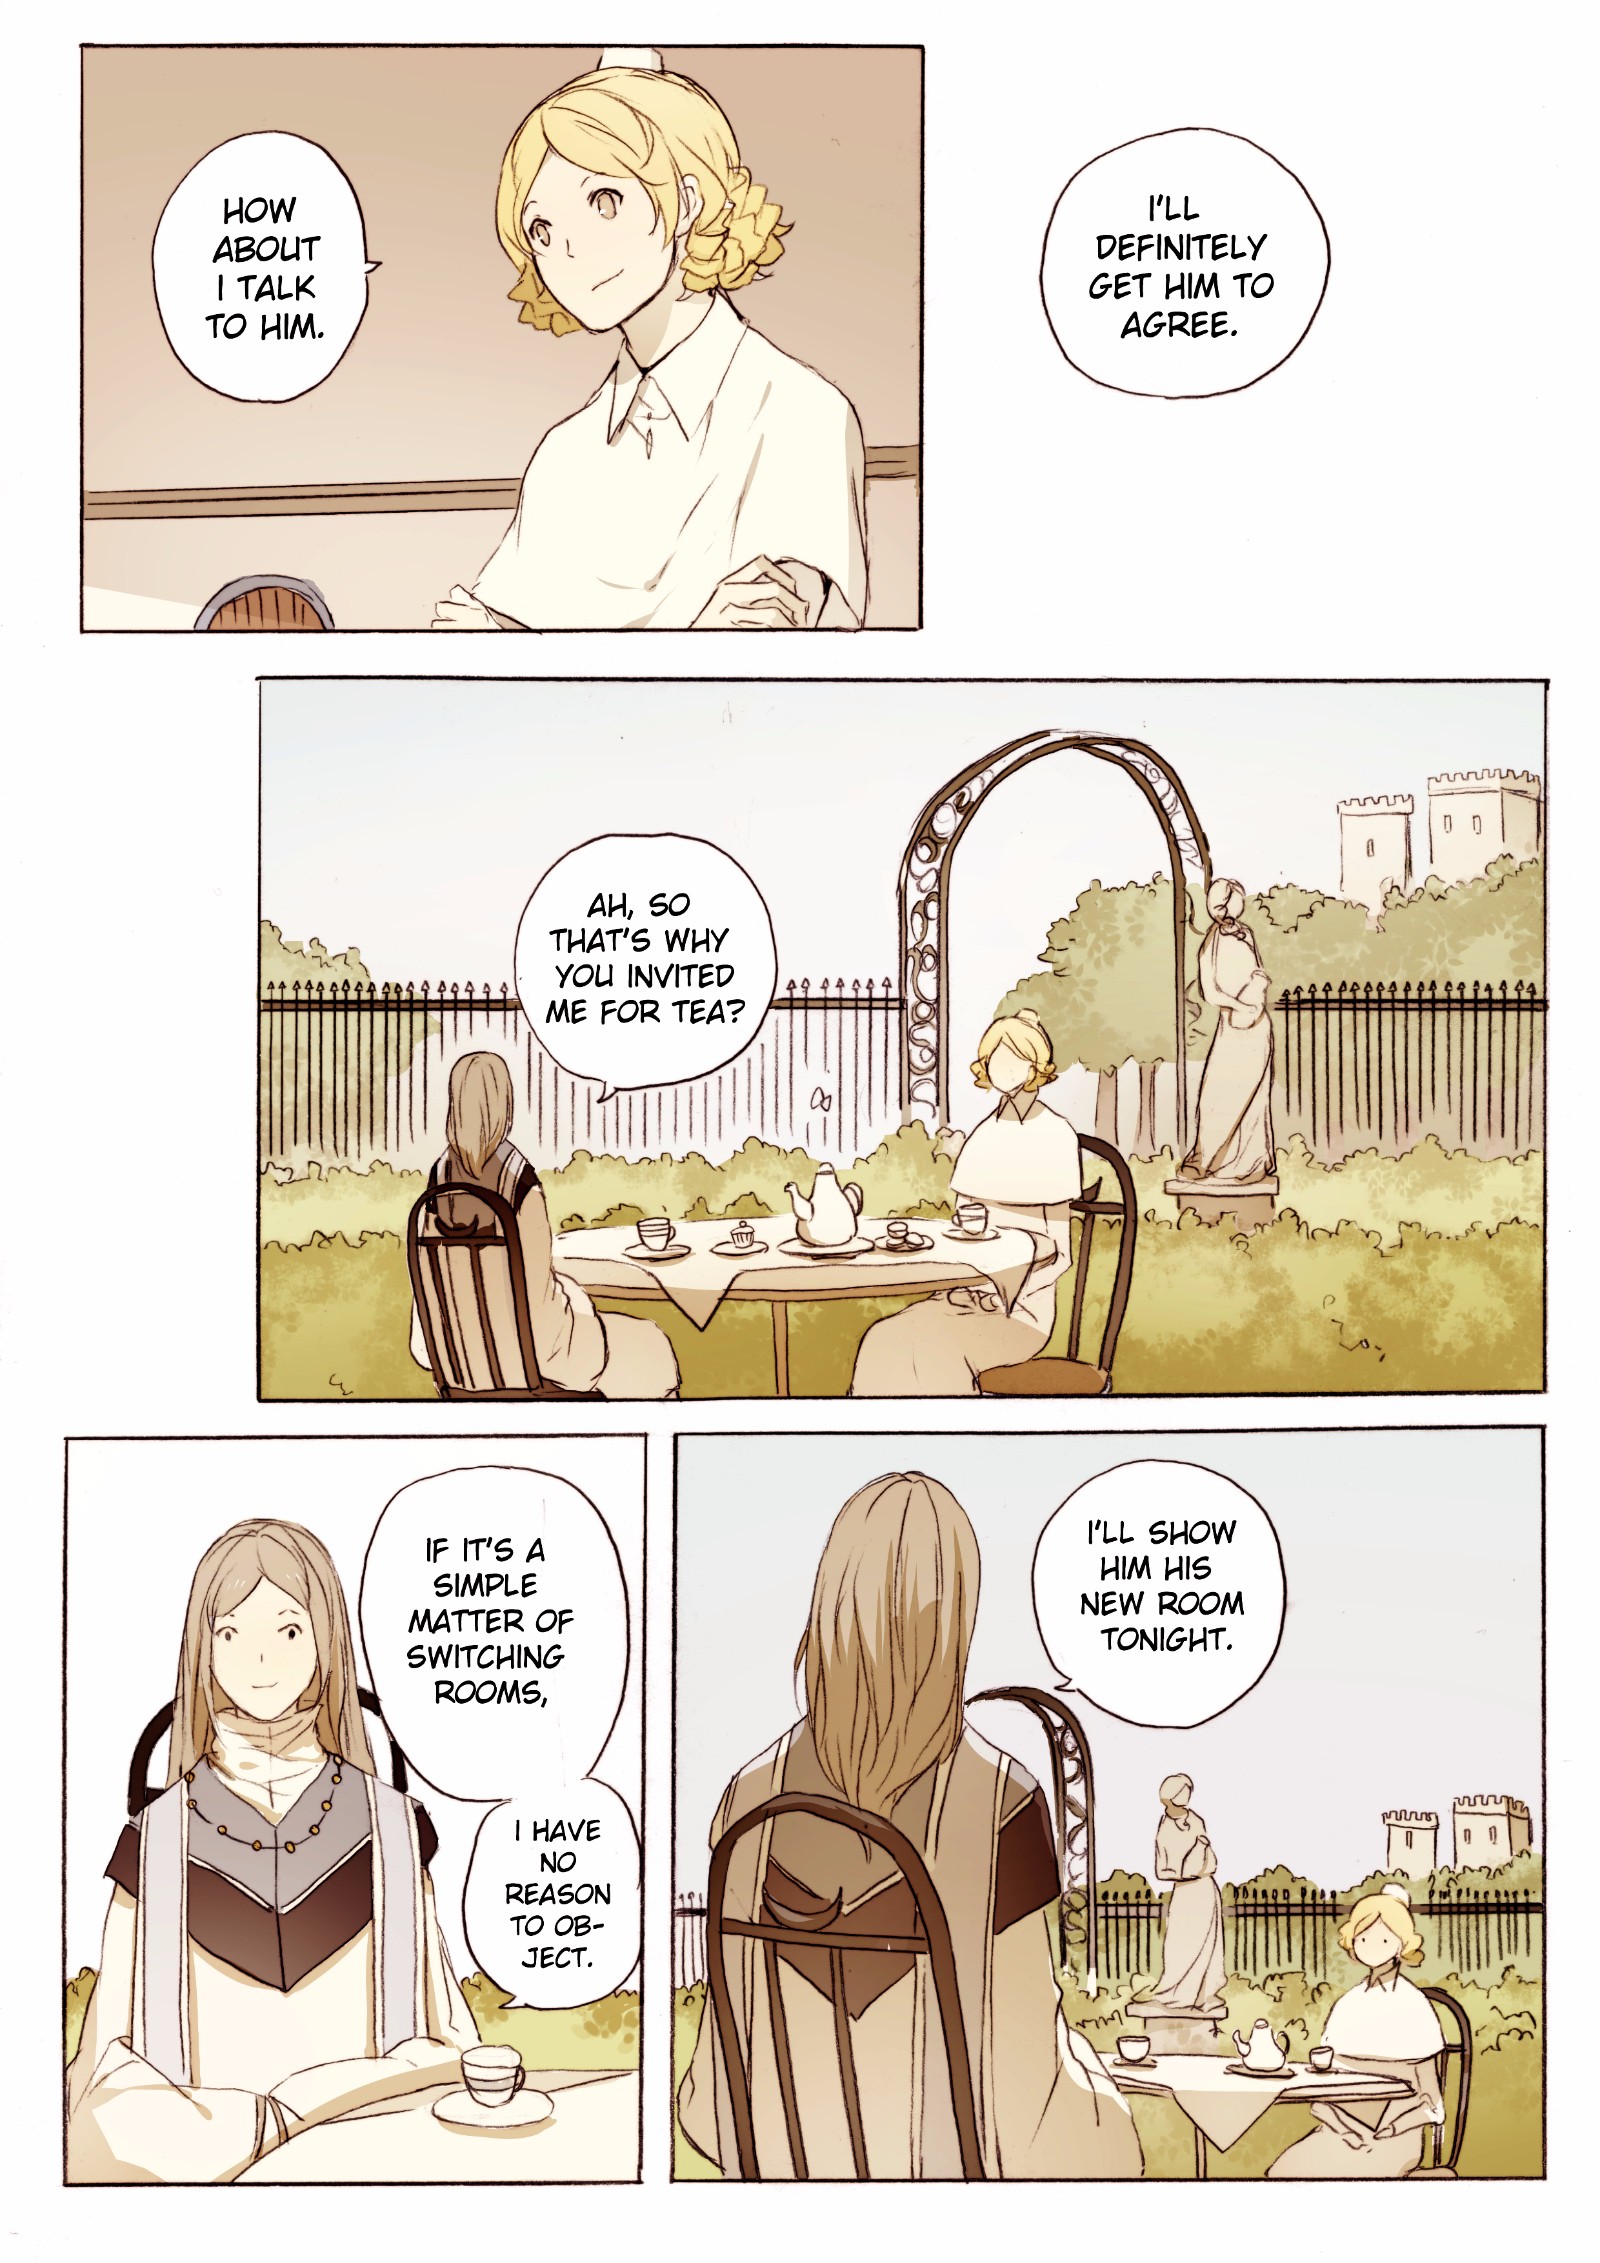 HOW
ABOUT
I TALK
TO HIM.
I'LL
DEFINITELY
GET HIM TO
AGREE.
AH, SO
THAT'S WHY
YOU INVITED
ME FOR TEA?
IF IT'S A
SIMPLE
MATTER OF
SWITCHING
ROOMS,
I HAVE
NO
REASON
TO OB-
JECT.
I'LL SHOW
HIM HIS
NEW ROOM
TONIGHT.